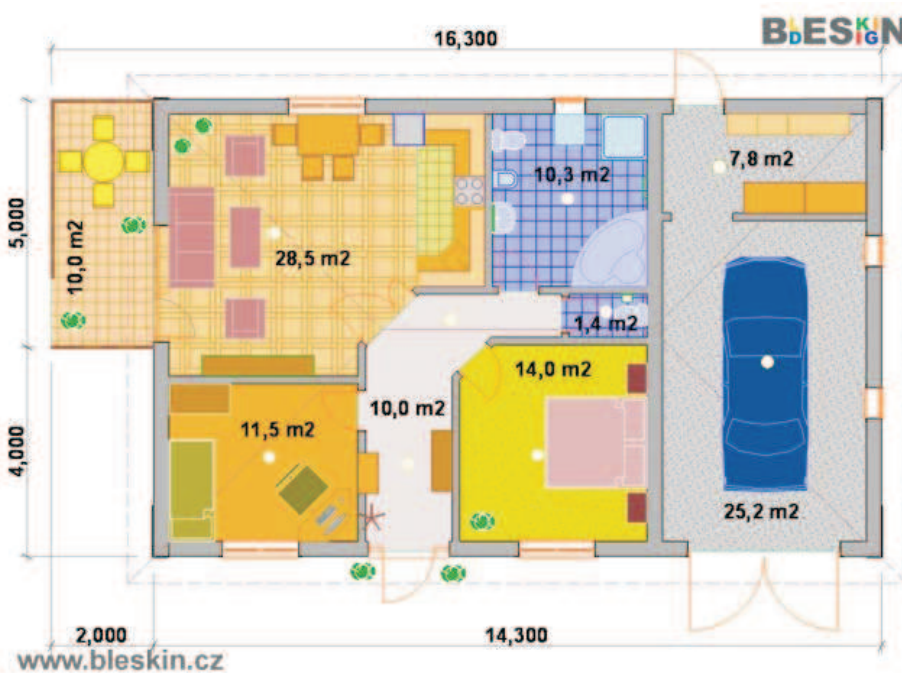 BLDESKIIGN
16,300
7,8 m2
10,3 m2
5,000
10,0 m2
28,5 m2
1,4 m2
14,0 m2
10,0 m2
11,5 m2
4,000
25,2 m2
2,000
14,300
www.bleskin.cz